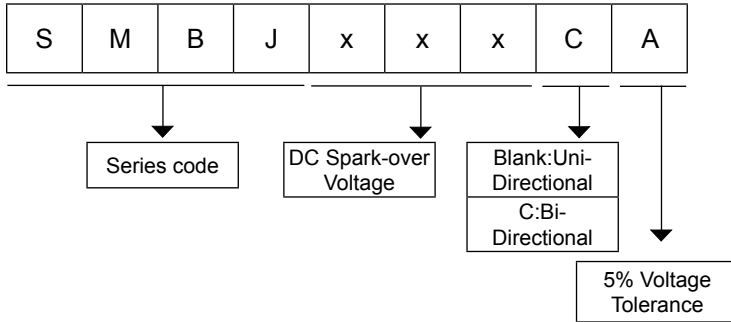 S M B J x x x C A
Series code
DC Spark-over
Voltage
Blank:Uni-
Directional
C:Bi-
Directional
5% Voltage
Tolerance